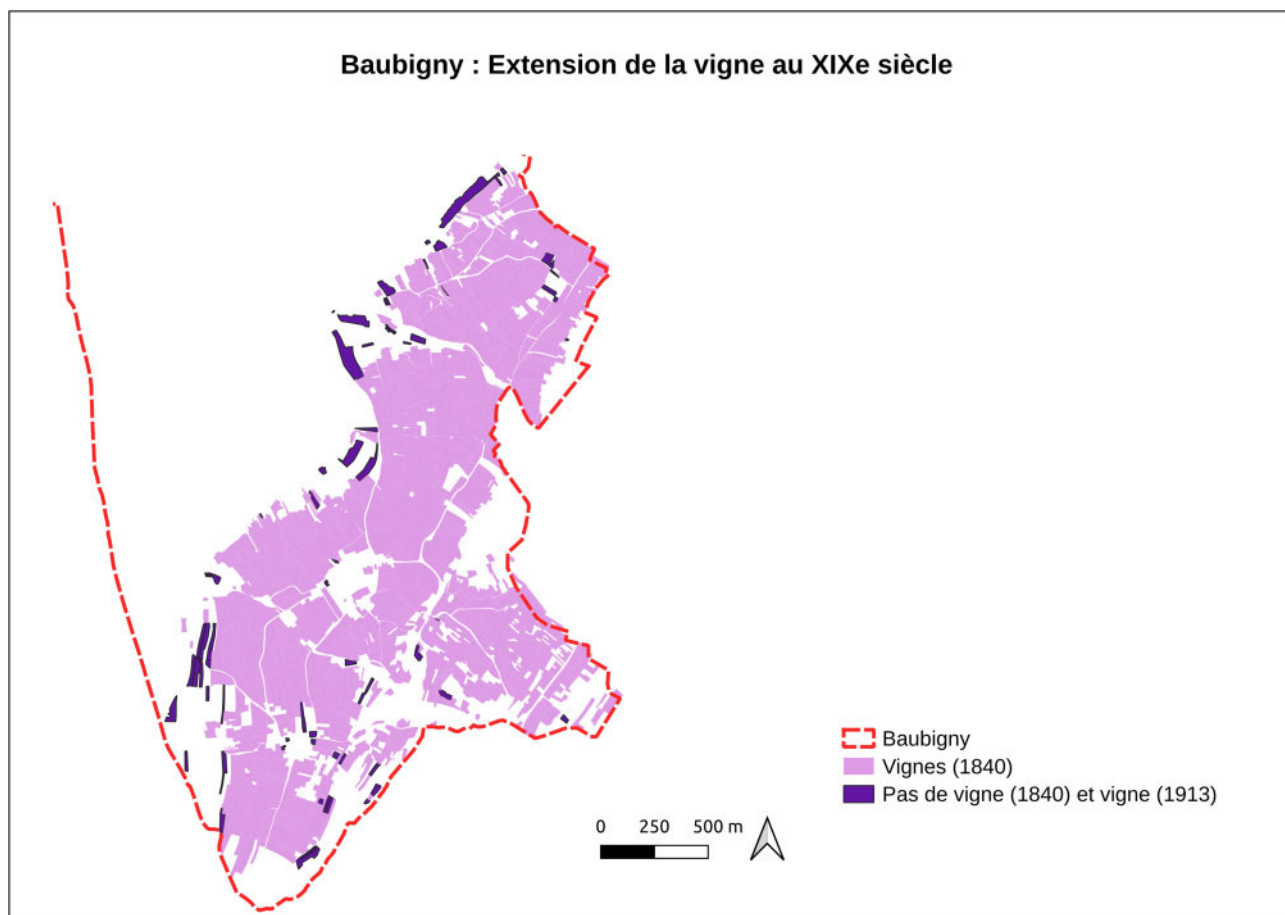 Baubigny : Extension de la vigne au XIXe siècle
Baubigny
Vignes (1840)
Pas de vigne (1840) et vigne (1913)
0 250 500 m